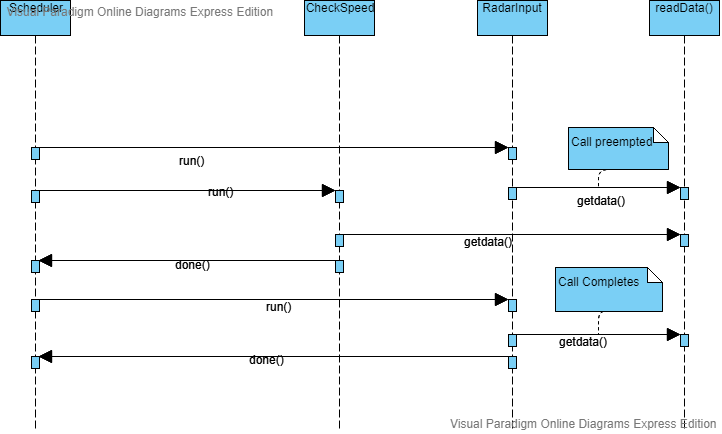 Scheduler
Visual Paradigm Online Diagrams Express Edition
CheckSpeed
RadarInput
readData()
Call preempted
run()
run()
getdata()
getdata()
done()
Call Completes
run()
getdata()
done()
Visual Paradigm Online Diagrams Express Edition